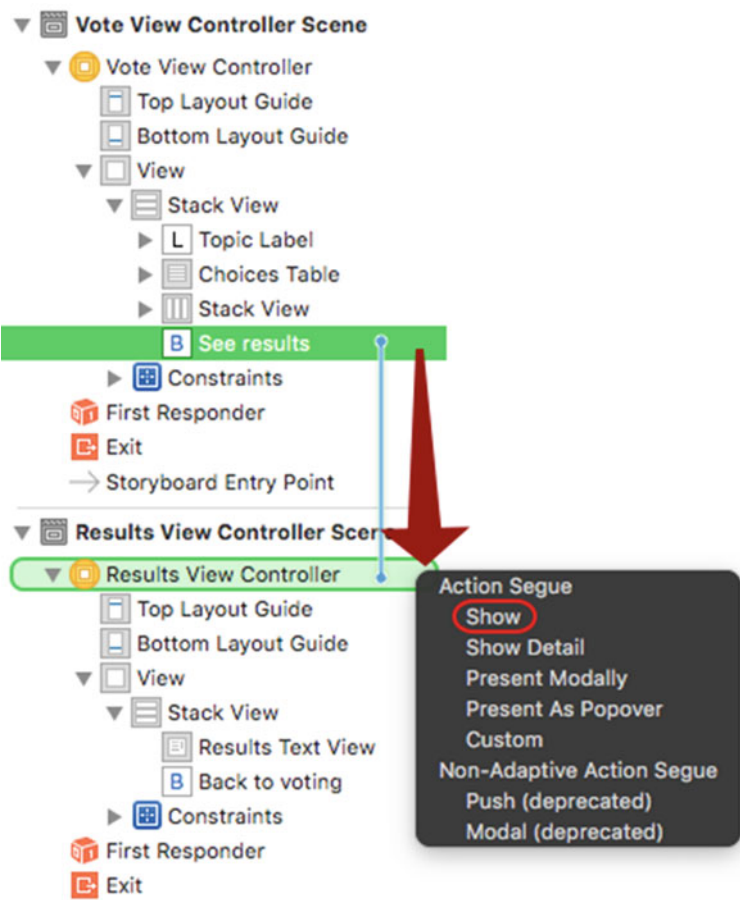 Vote View Controller Scene
Vote View Controller
Top Layout Guide
Bottom Layout Guide
View
Stack View
L Topic Label
Choices Table
Stack View
B See results
Constraints
First Responder
Exit
Storyboard Entry Point
Results View Controller Scen
Results View Controller
Top Layout Guide
Bottom Layout Guide
View
Stack View
Results Text View
B Back to voting
Constraints
First Responder
Exit
Action Segue
Show
Show Detail
Present Modally
Present As Popover
Custom
Non-Adaptive Action Segue
Push (deprecated)
Modal (deprecated)